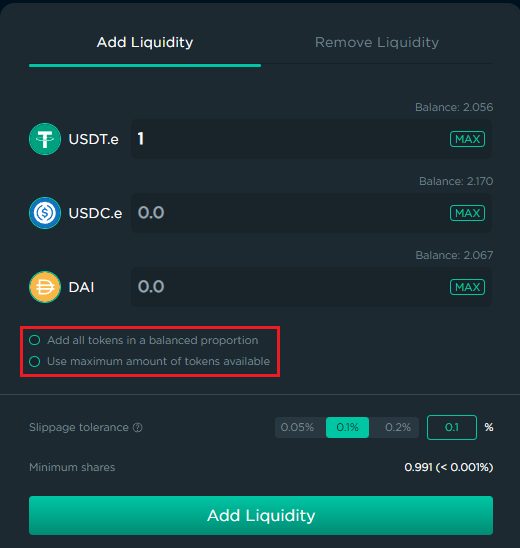 Add Liquidity Remove Liquidity
Balance: 2.056
USDT.e 1 MAX
Balance: 2.170
USDC.e 0.0 MAX
Balance: 2.067
DAI 0.0 MAX
Add all tokens in a balanced proportion
Use maximum amount of tokens available
Slippage tolerance ? 0.05% 0.1% 0.2% 0.1 %
Minimum shares 0.991 (< 0.001%)
Add Liquidity